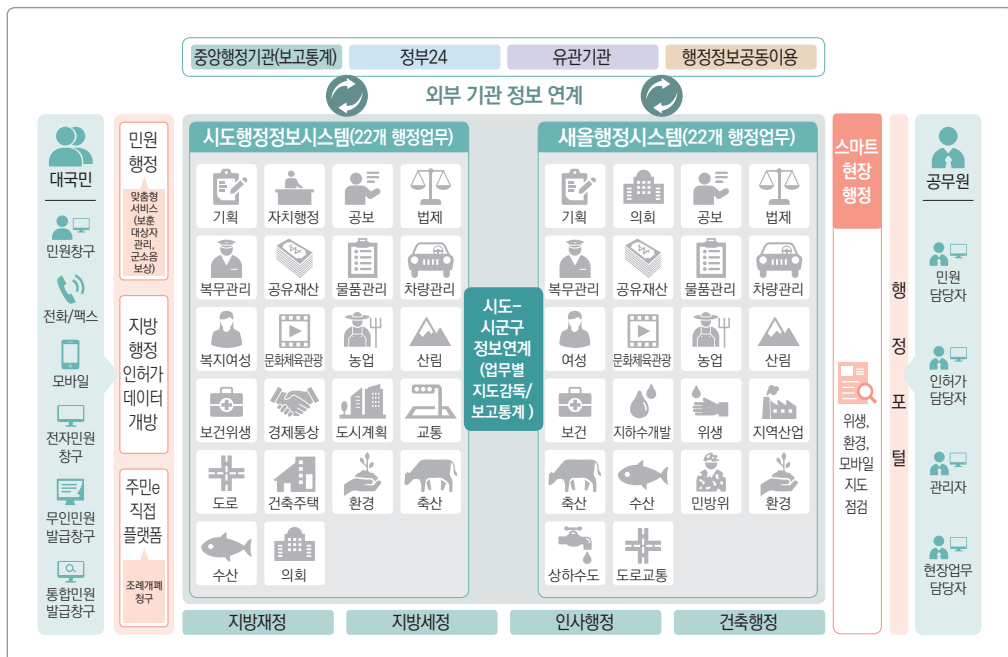 중앙행정기관(보고통계)
정부24
유관기관
행정정보공동이용
외부 기관 정보 연계
대국민
민원창구
전화/팩스
모바일
전자민원
창구
무인민원
발급창구
통합민원
발급창구
민원
행정
맞춤형
서비스
(보훈
대상자
관리,
군소음
보상)
지방
행정
인허가
데이터
개방
주민e
직접
플랫폼
조례개폐
청구
시도행정정보시스템(22개 행정업무)
기획
자치행정
공보
법제
복무관리
공유재산
물품관리
차량관리
복지여성
문화체육관광
농업
산림
보건위생
경제통상
도시계획
교통
도로
건축주택
환경
축산
수산
의회
시도-
시군구
정보연계
(업무별
지도감독/
보고통계 )
새올행정시스템(22개 행정업무)
기획
의회
공보
법제
복무관리
공유재산
물품관리
차량관리
여성
문화체육관광
농업
산림
보건
지하수개발
위생
지역산업
축산
수산
민방위
환경
상하수도
도로교통
지방재정
지방세정
인사행정
건축행정
스마트
현장
행정
위생,
환경,
모바일
지도
점검
행
정
포
털
공무원
민원
담당자
인허가
담당자
관리자
현장업무
담당자